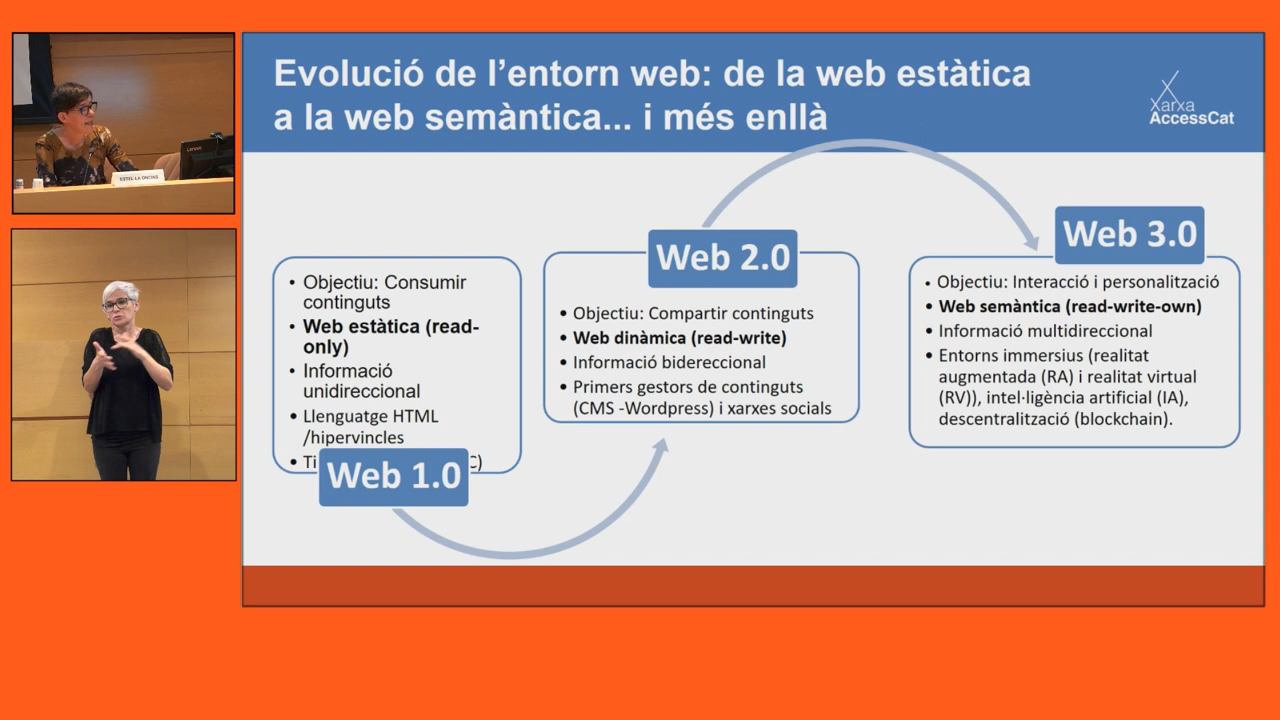 Evolució de l'entorn web: de la web estàtica
a la web semàntica... i més enllà
Xarxa
AccessCat
Lenovo
• Objectiu: Consumir
continguts
• Web estàtica (read-
only)
• Informació
unidireccional
• Llenguatge HTML
/hipervincles
Web 1.0
Web 2.0
• Objectiu: Compartir continguts
• Web dinàmica (read-write)
• Informació bidereccional
• Primers gestors de continguts
(CMS -Wordpress) i xarxes socials
Web 3.0
• Objectiu: Interacció i personalització
• Web semàntica (read-write-own)
• Informació multidireccional
• Entorns immersius (realitat
augmentada (RA) i realitat virtual
(RV)), intel·ligència artificial (IA),
descentralització (blockchain).